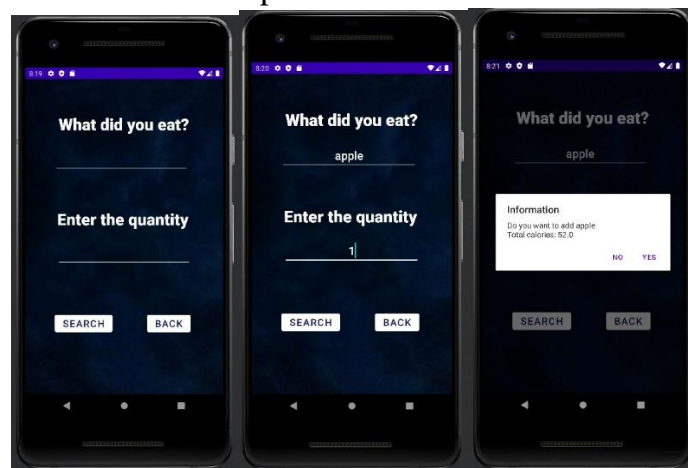 8:19
What did you eat?
Enter the quantity
SEARCH
BACK
8:20
What did you eat?
apple
Enter the quantity
1
SEARCH
BACK
8:21
What did you eat?
apple
Information
Do you want to add apple
Total calories: 52.0
NO YES
SEARCH
BACK